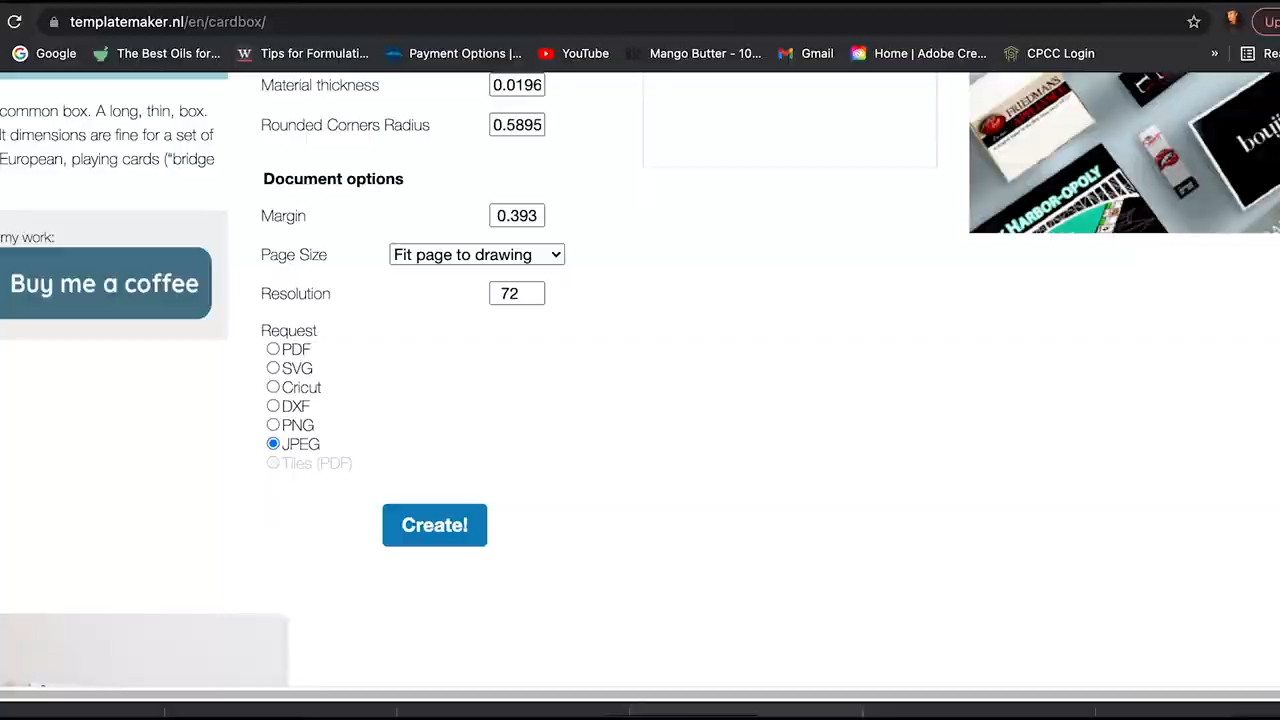 templatemaker.nl/en/cardbox/
Up
Google
The Best Oils for...
Tips for Formulati...
Payment Options |...
YouTube
Mango Butter - 10...
Gmail
Home | Adobe Cre...
CPCC Login
»
Rea
common box. A long, thin, box.
lt dimensions are fine for a set of
European, playing cards ("bridge
my work:
Buy me a coffee
Material thickness 0.0196
Rounded Corners Radius 0.5895
Document options
Margin 0.393
Page Size Fit page to drawing
Resolution 72
Request
PDF
SVG
Cricut
DXF
PNG
JPEG
Tiles (PDF)
Create!
FRIEDMAN'S
APPLIANCE
bouji
HARBOR-OPOLY